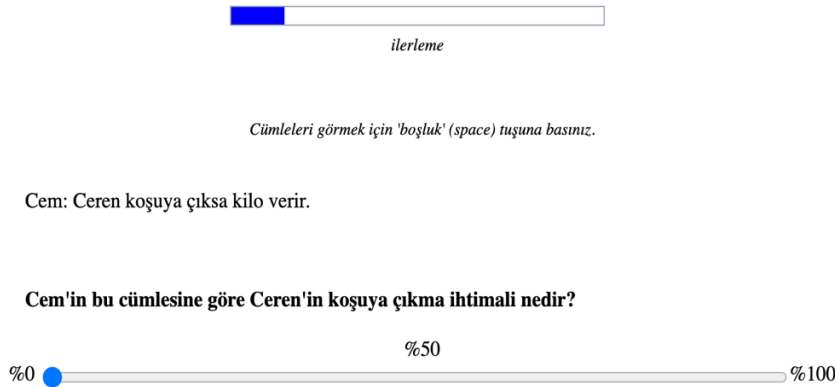 ilerleme
Cümleleri görmek için 'boşluk' (space) tuşuna basınız.
Cem: Ceren koşuya çıksa kilo verir.
Cem'in bu cümlesine göre Ceren'in koşuya çıkma ihtimali nedir?
%50
%0 %100